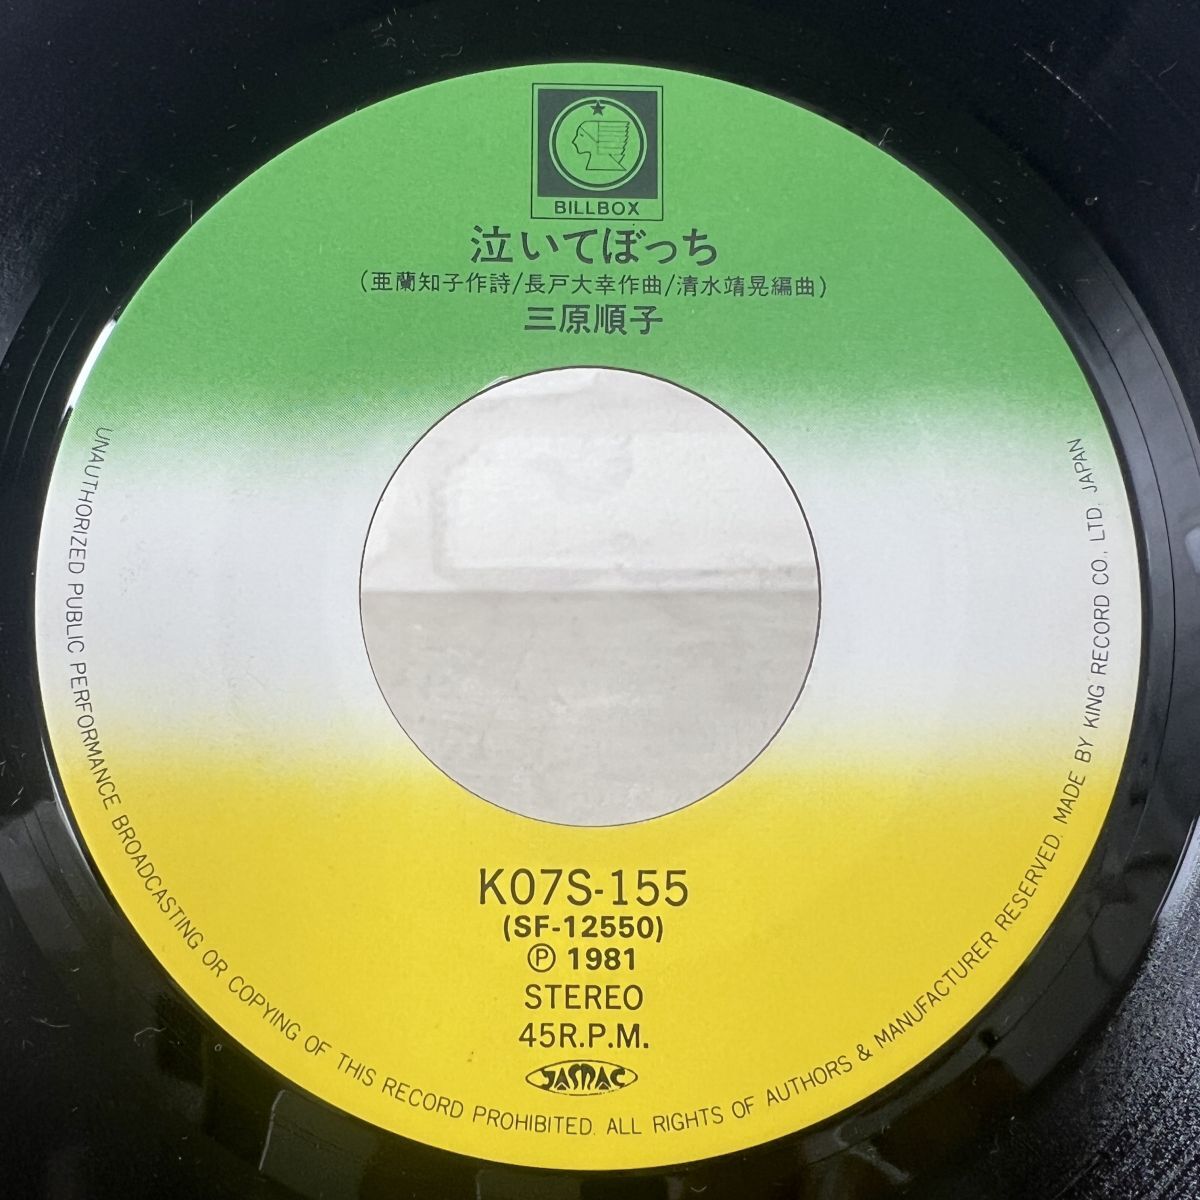 BILLBOX
泣いてぼっち
(亜蘭知子作詩/長戸大幸作曲/清水靖晃編曲)
三原順子
K07S-155
(SF-12550)
Ⓟ 1981
STEREO
45R.P.M.
JASRAC
UNAUTHORIZED PUBLIC PERFORMANCE BROADCASTING OR COPYING OF THIS RECORD PROHIBITED. ALL RIGHTS OF AUTHORS & MANUFACTURER RESERVED. MADE BY KING RECORD CO., LTD. JAPAN